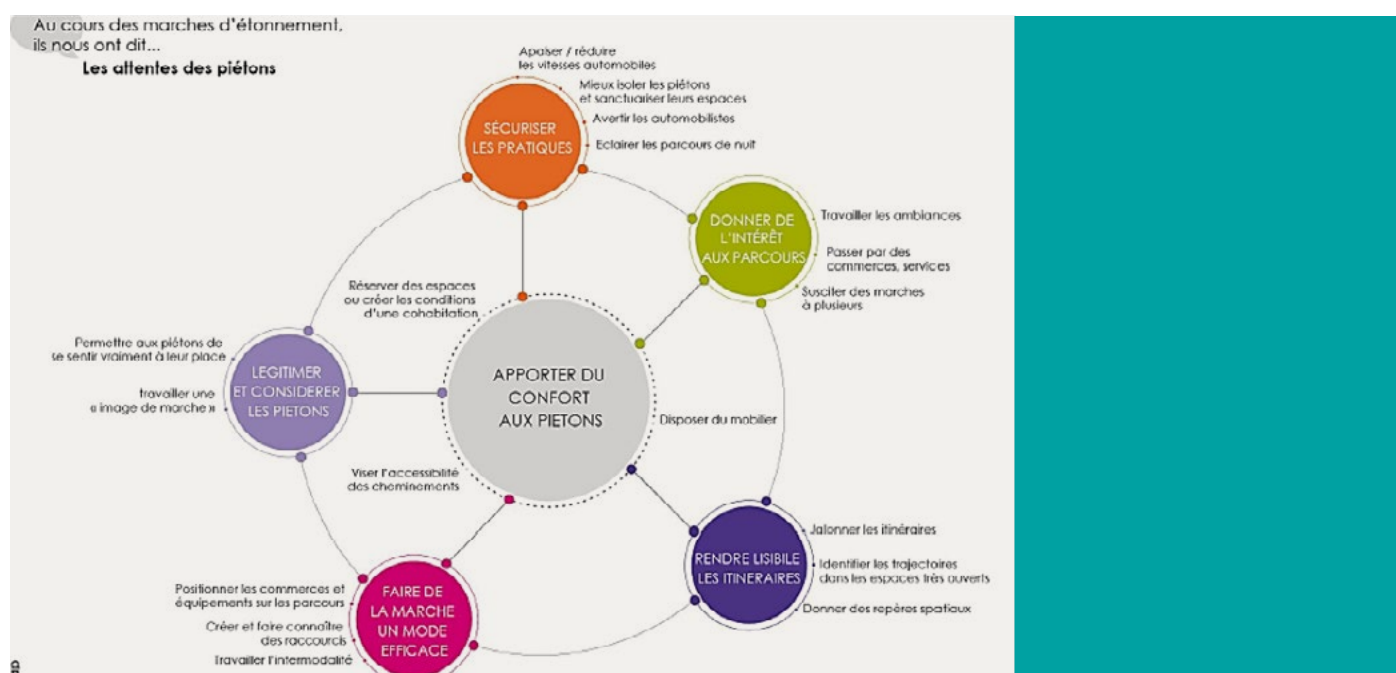 Au cours des marches d'étonnement,
ils nous ont dit...
Les attentes des piétons
Apaiser / réduire
les vitesses automobiles
Mieux isoler les piétons
et sanctuariser leurs espaces
Avertir les automobilistes
Eclairer les parcours de nuit
SÉCURISER
LES PRATIQUES
DONNER DE
L'INTÉRÊT
AUX PARCOURS
Travailler les ambiances
Passer par des
commerces, services
Susciter des marches
à plusieurs
Réserver des espaces
ou créer les conditions
d'une cohabitation
Permettre aux piétons de
se sentir vraiment à leur place
travailler une
« image de marche »
LEGITIMER
ET CONSIDERER
LES PIETONS
APPORTER DU
CONFORT
AUX PIETONS
Disposer du mobilier
Viser l'accessibilité
des cheminements
RENDRE LISIBILE
LES ITINERAIRES
Jalonner les itinéraires
Identifier les trajectoires
dans les espaces très ouverts
Donner des repères spatiaux
Positionner les commerces et
équipements sur les parcours
Créer et faire connaître
des raccourcis
Travailler l'intermodalité
FAIRE DE
LA MARCHE
UN MODE
EFFICACE